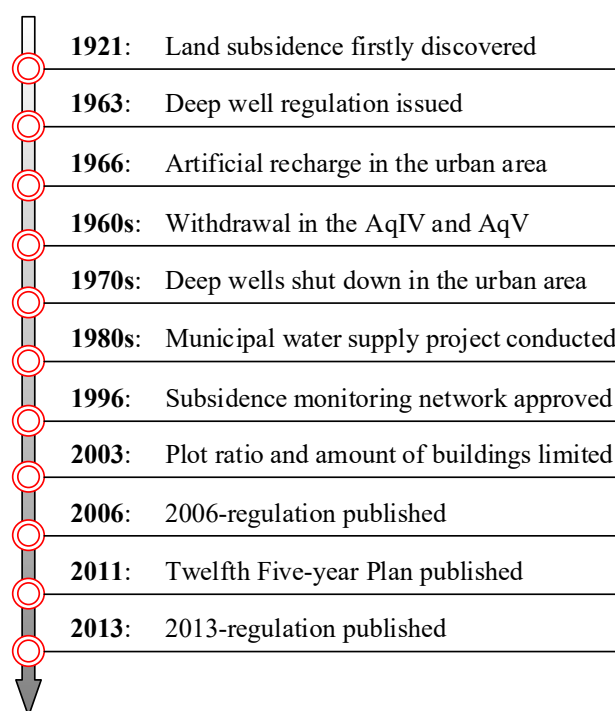 1921: Land subsidence firstly discovered
1963: Deep well regulation issued
1966: Artificial recharge in the urban area
1960s: Withdrawal in the AqIV and AqV
1970s: Deep wells shut down in the urban area
1980s: Municipal water supply project conducted
1996: Subsidence monitoring network approved
2003: Plot ratio and amount of buildings limited
2006: 2006-regulation published
2011: Twelfth Five-year Plan published
2013: 2013-regulation published